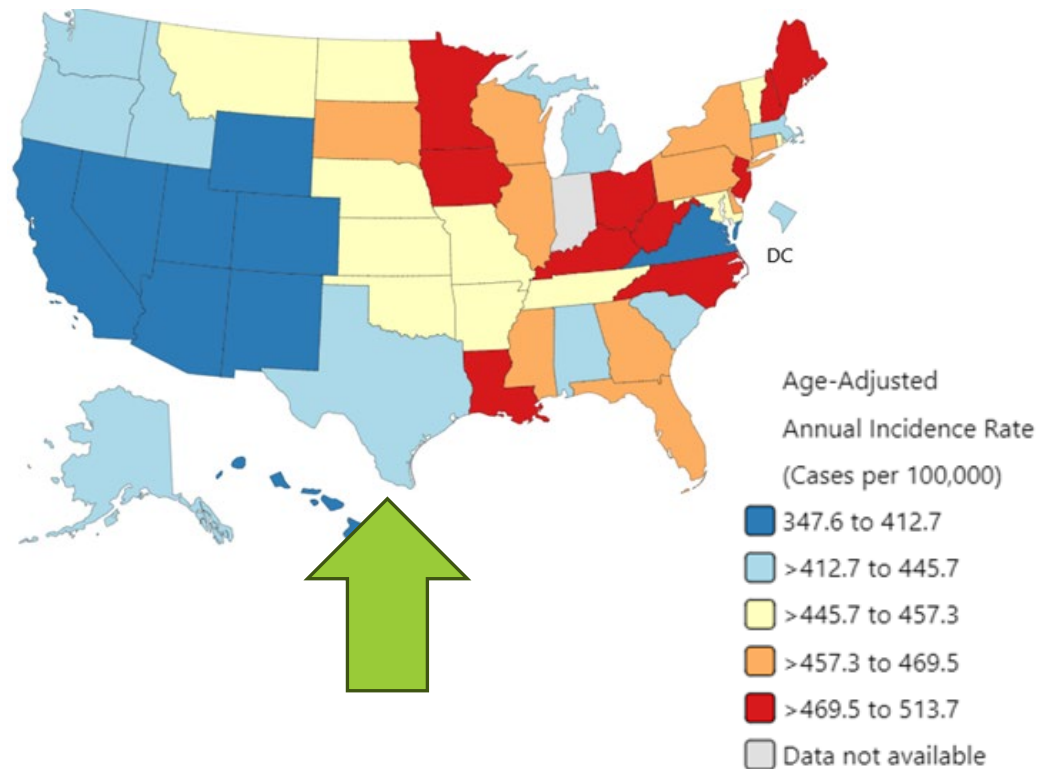 DC
Age-Adjusted
Annual Incidence Rate
(Cases per 100,000)
347.6 to 412.7
>412.7 to 445.7
>445.7 to 457.3
>457.3 to 469.5
>469.5 to 513.7
Data not available